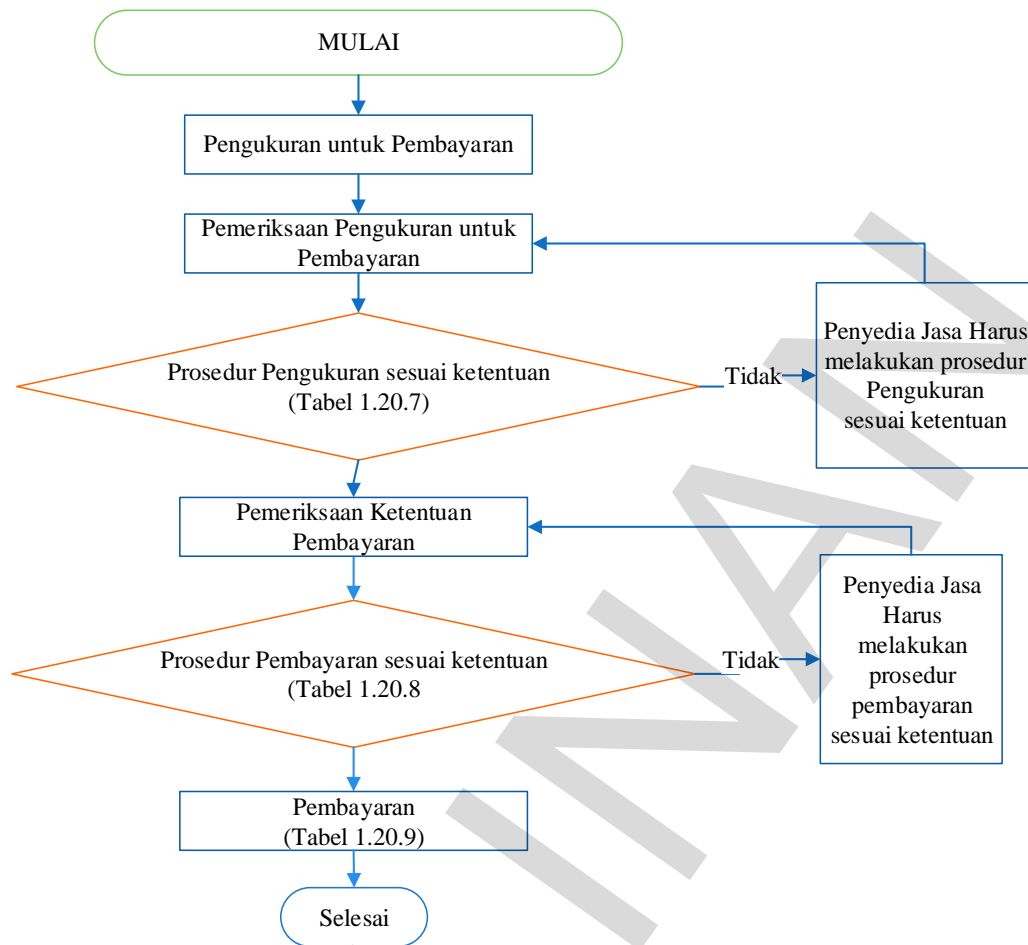 MULAI
Pengukuran untuk Pembayaran
Pemeriksaan Pengukuran untuk
Pembayaran
Penyedia Jasa Harus
melakukan prosedur
Pengukuran
sesuai ketentuan
Prosedur Pengukuran sesuai ketentuan
(Tabel 1.20.7)
Tidak
Pemeriksaan Ketentuan
Pembayaran
Penyedia Jasa
Harus
melakukan
prosedur
pembayaran
sesuai ketentuan
Prosedur Pembayaran sesuai ketentuan
(Tabel 1.20.8
Tidak
Pembayaran
(Tabel 1.20.9)
Selesai
INAN